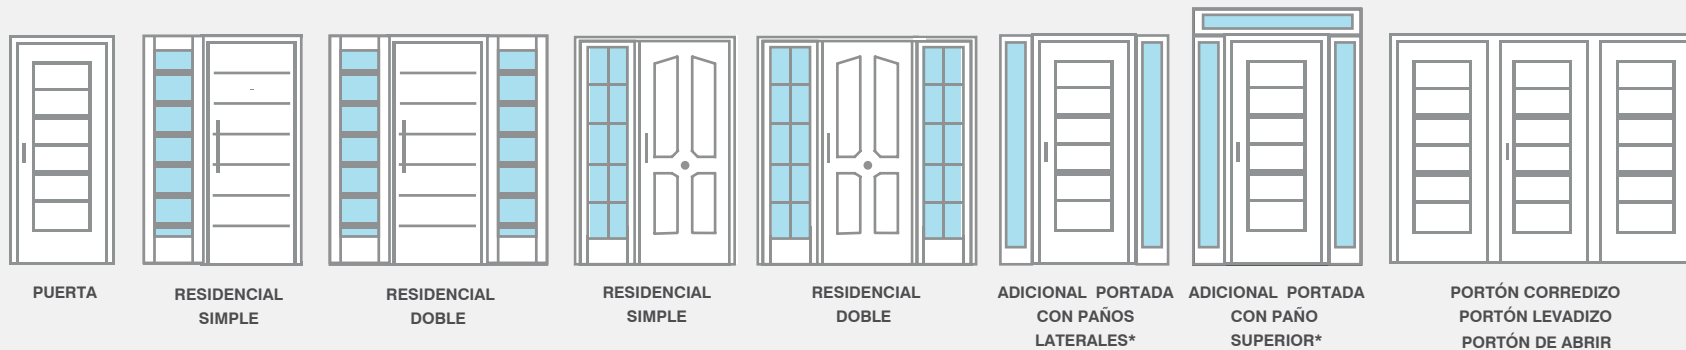 PUERTA
RESIDENCIAL
SIMPLE
RESIDENCIAL
DOBLE
RESIDENCIAL
SIMPLE
RESIDENCIAL
DOBLE
ADICIONAL PORTADA
CON PAÑOS
LATERALES*
ADICIONAL PORTADA
CON PAÑO
SUPERIOR*
PORTÓN CORREDIZO
PORTÓN LEVADIZO
PORTÓN DE ABRIR